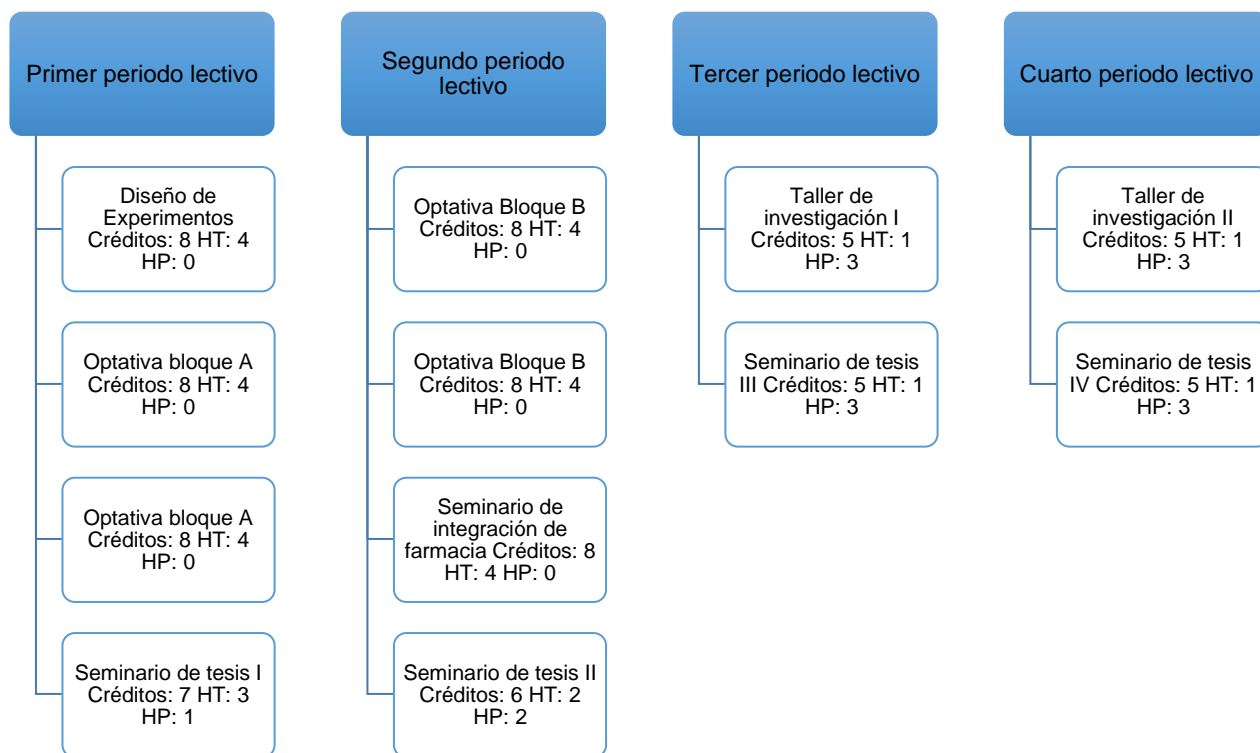 Primer periodo lectivo
Diseño de
Experimentos
Créditos: 8 HT: 4
HP: 0
Optativa bloque A
Créditos: 8 HT: 4
HP: 0
Optativa bloque A
Créditos: 8 HT: 4
HP: 0
Seminario de tesis I
Créditos: 7 HT: 3
HP: 1
Segundo periodo
lectivo
Optativa Bloque B
Créditos: 8 HT: 4
HP: 0
Optativa Bloque B
Créditos: 8 HT: 4
HP: 0
Seminario de
integración de
farmacia Créditos: 8
HT: 4 HP: 0
Seminario de tesis II
Créditos: 6 HT: 2
HP: 2
Tercer periodo lectivo
Taller de
investigación I
Créditos: 5 HT: 1
HP: 3
Seminario de tesis
III Créditos: 5 HT: 1
HP: 3
Cuarto periodo lectivo
Taller de
investigación II
Créditos: 5 HT: 1
HP: 3
Seminario de tesis
IV Créditos: 5 HT: 1
HP: 3